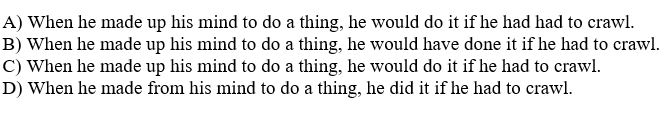 A) When he made up his mind to do a thing, he would do it if he had had to crawl.
B) When he made up his mind to do a thing, he would have done it if he had to crawl.
C) When he made up his mind to do a thing, he would do it if he had to crawl.
D) When he made from his mind to do a thing, he did it if he had to crawl.